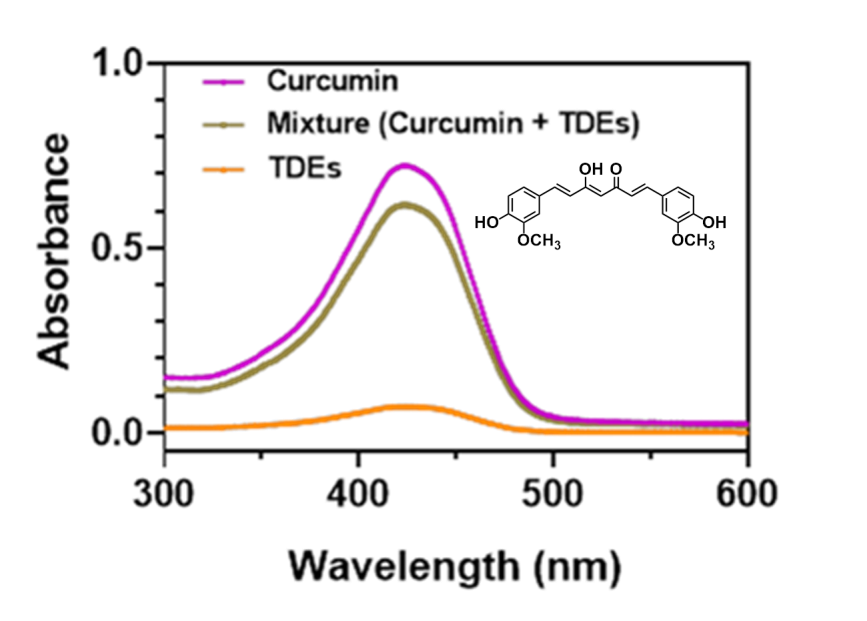 1.0
Curcumin
Mixture (Curcumin + TDEs)
TDEs
OH O
HO
OCH₃
OH
OCH₃
0.5
0.0
Absorbance
300 400 500 600
Wavelength (nm)